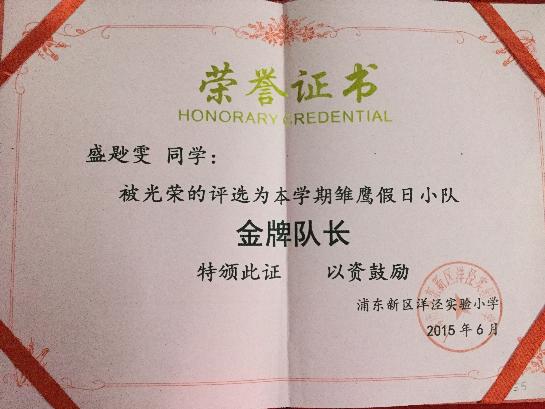 荣誉证书
HONORARY CREDENTIAL
盛尟雯 同学：
被光荣的评选为本学期雏鹰假日小队
金牌队长
特颁此证 以资鼓励
浦东新区洋泾实验小学
2015年6月